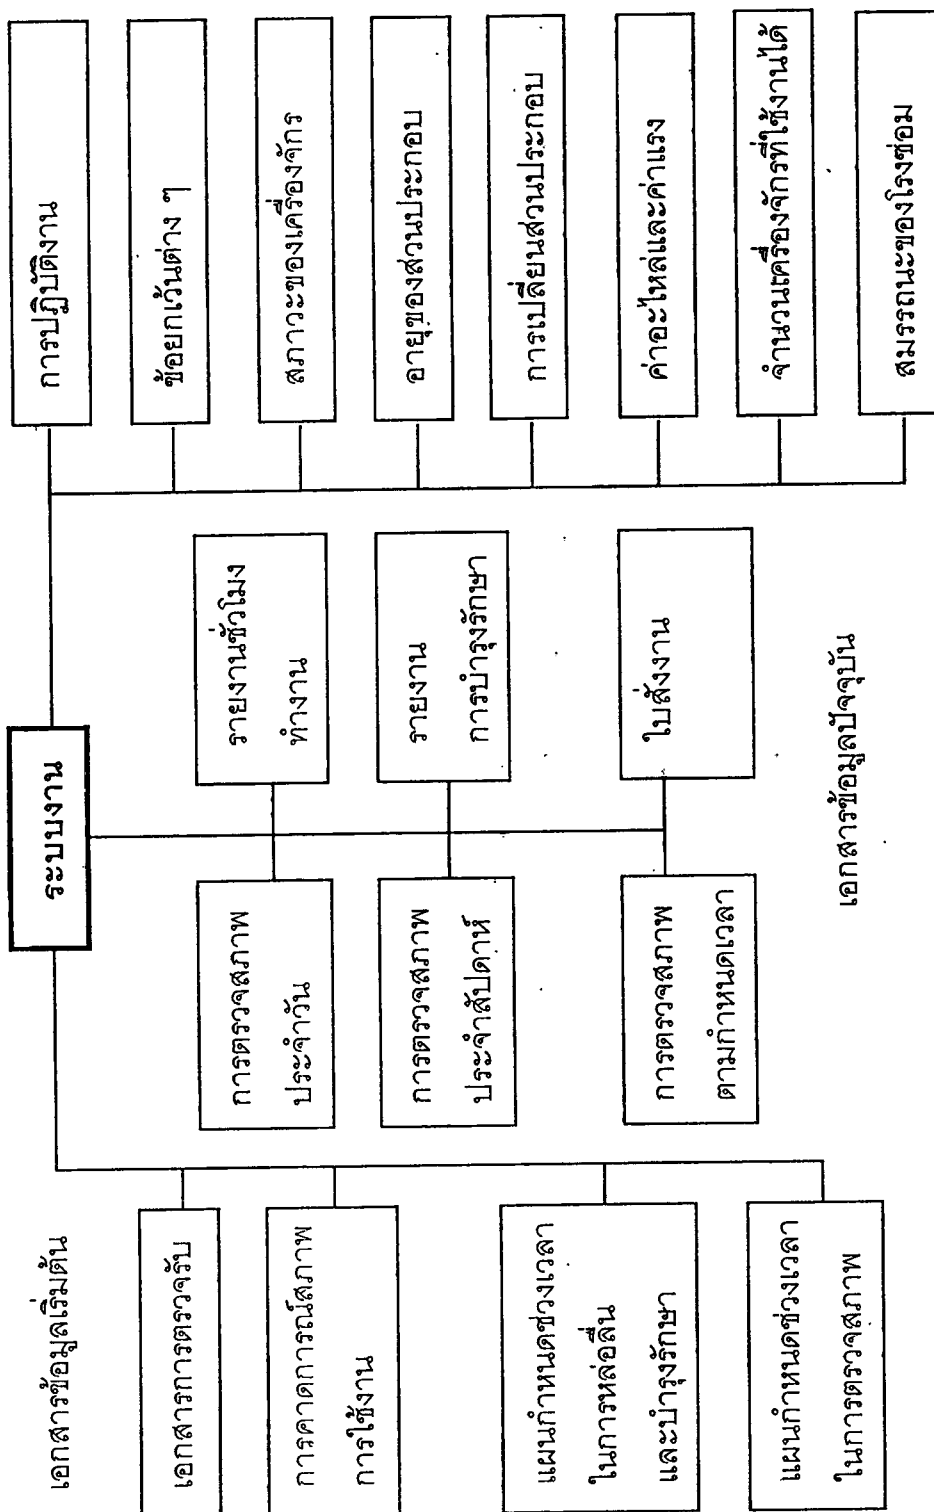 ระบบงาน
เอกสารข้อมูลเริ่มต้น
เอกสารการตรวจรับ
การคาดการณ์สภาพ
การใช้งาน
แผนกำหนดช่วงเวลา
ในการหล่อลื่น
และบำรุงรักษา
แผนกำหนดช่วงเวลา
ในการตรวจสภาพ
การตรวจสภาพ
ประจำวัน
การตรวจสภาพ
ประจำสัปดาห์
การตรวจสภาพ
ตามกำหนดเวลา
รายงานชั่วโมง
ทำงาน
รายงาน
การบำรุงรักษา
ใบสั่งงาน
เอกสารข้อมูลปัจจุบัน
การปฏิบัติงาน
ข้อยกเว้นต่าง ๆ
สภาวะของเครื่องจักร
อายุของส่วนประกอบ
การเปลี่ยนส่วนประกอบ
ค่าอะไหล่และค่าแรง
จำนวนเครื่องจักรที่ใช้งานได้
สมรรถนะของโรงซ่อม